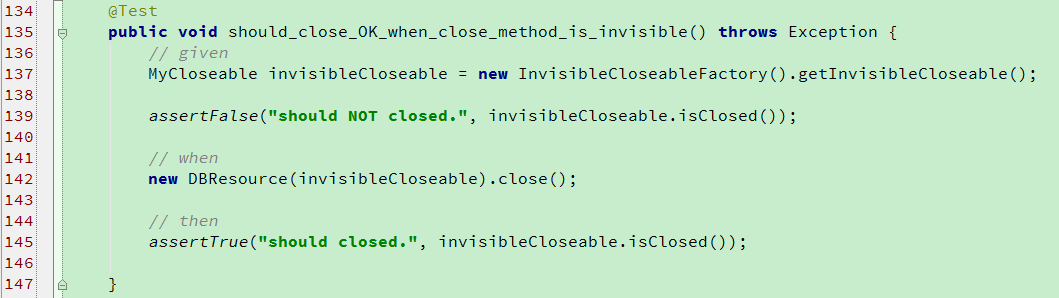 134 @Test
135 public void should_close_OK_when_close_method_is_invisible() throws Exception {
136 // given
137 MyCloseable invisibleCloseable = new InvisibleCloseableFactory().getInvisibleCloseable();
138
139 assertFalse("should NOT closed.", invisibleCloseable.isClosed());
140
141 // when
142 new DBResource(invisibleCloseable).close();
143
144 // then
145 assertTrue("should closed.", invisibleCloseable.isClosed());
146
147 }